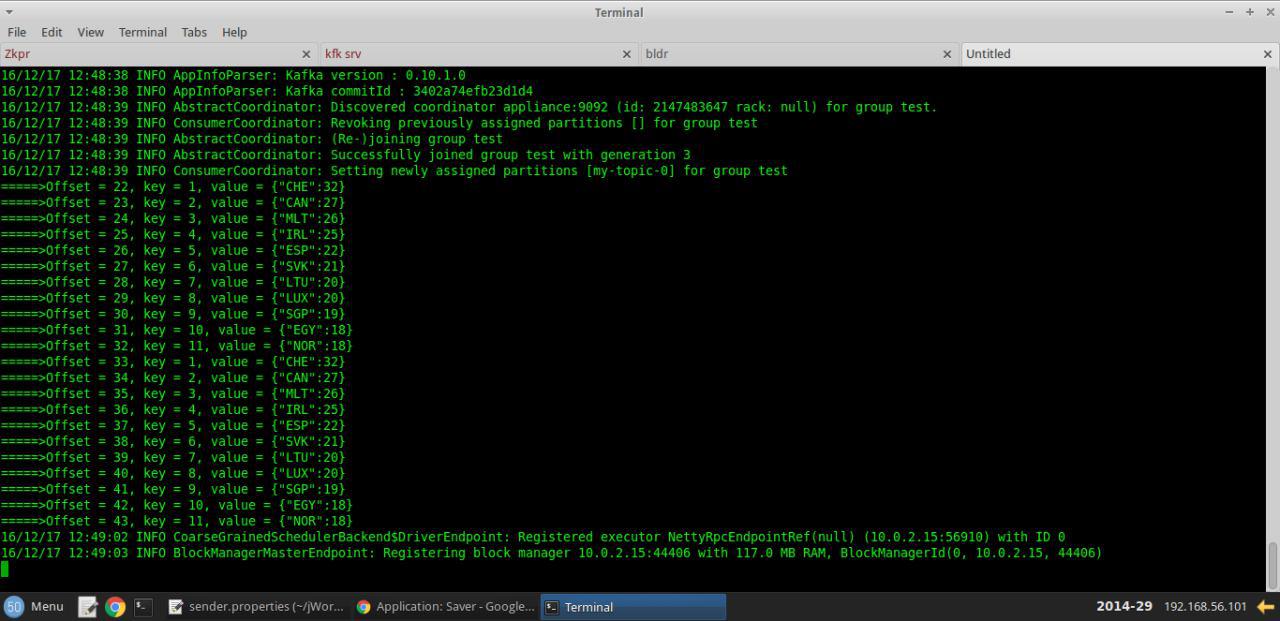 Terminal
File Edit View Terminal Tabs Help
Zkpr kfk srv bldr Untitled
16/12/17 12:48:38 INFO AppInfoParser: Kafka version : 0.10.1.0
16/12/17 12:48:38 INFO AppInfoParser: Kafka commitId : 3402a74efb23d1d4
16/12/17 12:48:39 INFO AbstractCoordinator: Discovered coordinator appliance:9092 (id: 2147483647 rack: null) for group test.
16/12/17 12:48:39 INFO ConsumerCoordinator: Revoking previously assigned partitions [] for group test
16/12/17 12:48:39 INFO AbstractCoordinator: (Re-)joining group test
16/12/17 12:48:39 INFO AbstractCoordinator: Successfully joined group test with generation 3
16/12/17 12:48:39 INFO ConsumerCoordinator: Setting newly assigned partitions [my-topic-0] for group test
=====>Offset = 22, key = 1, value = {"CHE":32}
=====>Offset = 23, key = 2, value = {"CAN":27}
=====>Offset = 24, key = 3, value = {"MLT":26}
=====>Offset = 25, key = 4, value = {"IRL":25}
=====>Offset = 26, key = 5, value = {"ESP":22}
=====>Offset = 27, key = 6, value = {"SVK":21}
=====>Offset = 28, key = 7, value = {"LTU":20}
=====>Offset = 29, key = 8, value = {"LUX":20}
=====>Offset = 30, key = 9, value = {"SGP":19}
=====>Offset = 31, key = 10, value = {"EGY":18}
=====>Offset = 32, key = 11, value = {"NOR":18}
=====>Offset = 33, key = 1, value = {"CHE":32}
=====>Offset = 34, key = 2, value = {"CAN":27}
=====>Offset = 35, key = 3, value = {"MLT":26}
=====>Offset = 36, key = 4, value = {"IRL":25}
=====>Offset = 37, key = 5, value = {"ESP":22}
=====>Offset = 38, key = 6, value = {"SVK":21}
=====>Offset = 39, key = 7, value = {"LTU":20}
=====>Offset = 40, key = 8, value = {"LUX":20}
=====>Offset = 41, key = 9, value = {"SGP":19}
=====>Offset = 42, key = 10, value = {"EGY":18}
=====>Offset = 43, key = 11, value = {"NOR":18}
16/12/17 12:49:02 INFO CoarseGrainedSchedulerBackend$DriverEndpoint: Registered executor NettyRpcEndpointRef(null) (10.0.2.15:56910) with ID 0
16/12/17 12:49:03 INFO BlockManagerMasterEndpoint: Registering block manager 10.0.2.15:44406 with 117.0 MB RAM, BlockManagerId(0, 10.0.2.15, 44406)
50 Menu sender.properties (~/jWor... Application: Saver - Google... Terminal 2014-29 192.168.56.101